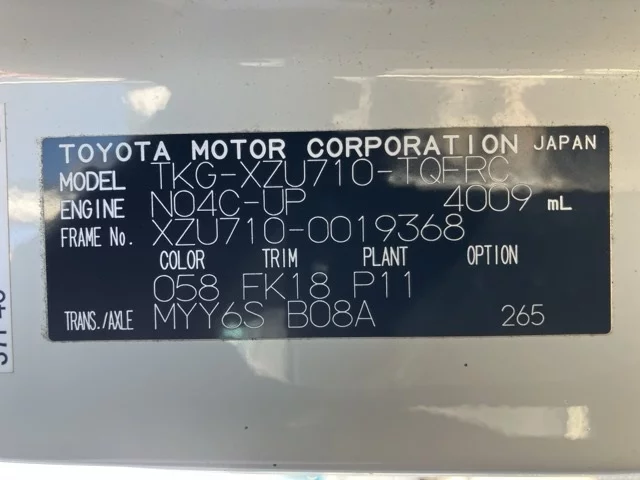 TOYOTA MOTOR CORPORATION JAPAN
MODEL TKG-XZU710-TQFRC
ENGINE N04C-UP 4009 mL
FRAME No. XZU710-0019368
COLOR TRIM PLANT OPTION
058 FK18 P11
TRANS./AXLE MYY6S B08A 265